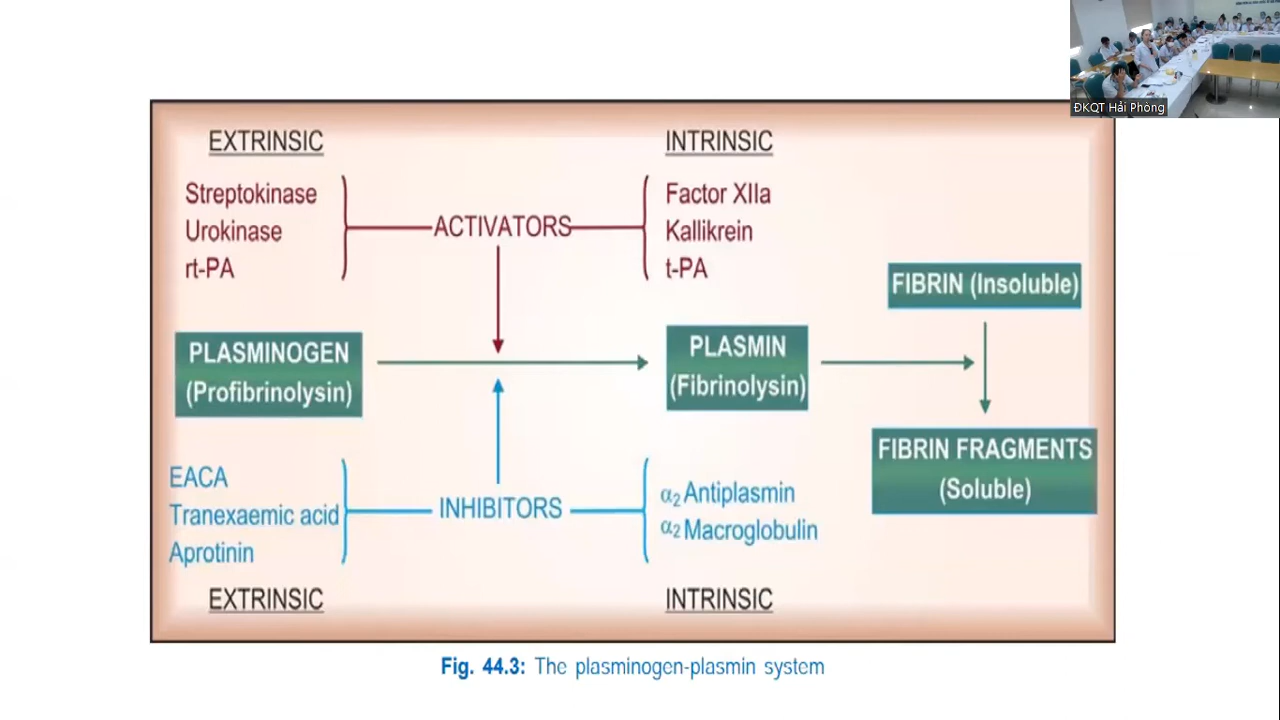 ĐKQT Hải Phòng
EXTRINSIC
Streptokinase
Urokinase
rt-PA
ACTIVATORS
INTRINSIC
Factor XIIa
Kallikrein
t-PA
PLASMINOGEN
(Profibrinolysin)
PLASMIN
(Fibrinolysin)
FIBRIN (Insoluble)
FIBRIN FRAGMENTS
(Soluble)
EACA
Tranexaemic acid
Aprotinin
EXTRINSIC
INHIBITORS
α₂ Antiplasmin
α₂ Macroglobulin
INTRINSIC
Fig. 44.3: The plasminogen-plasmin system